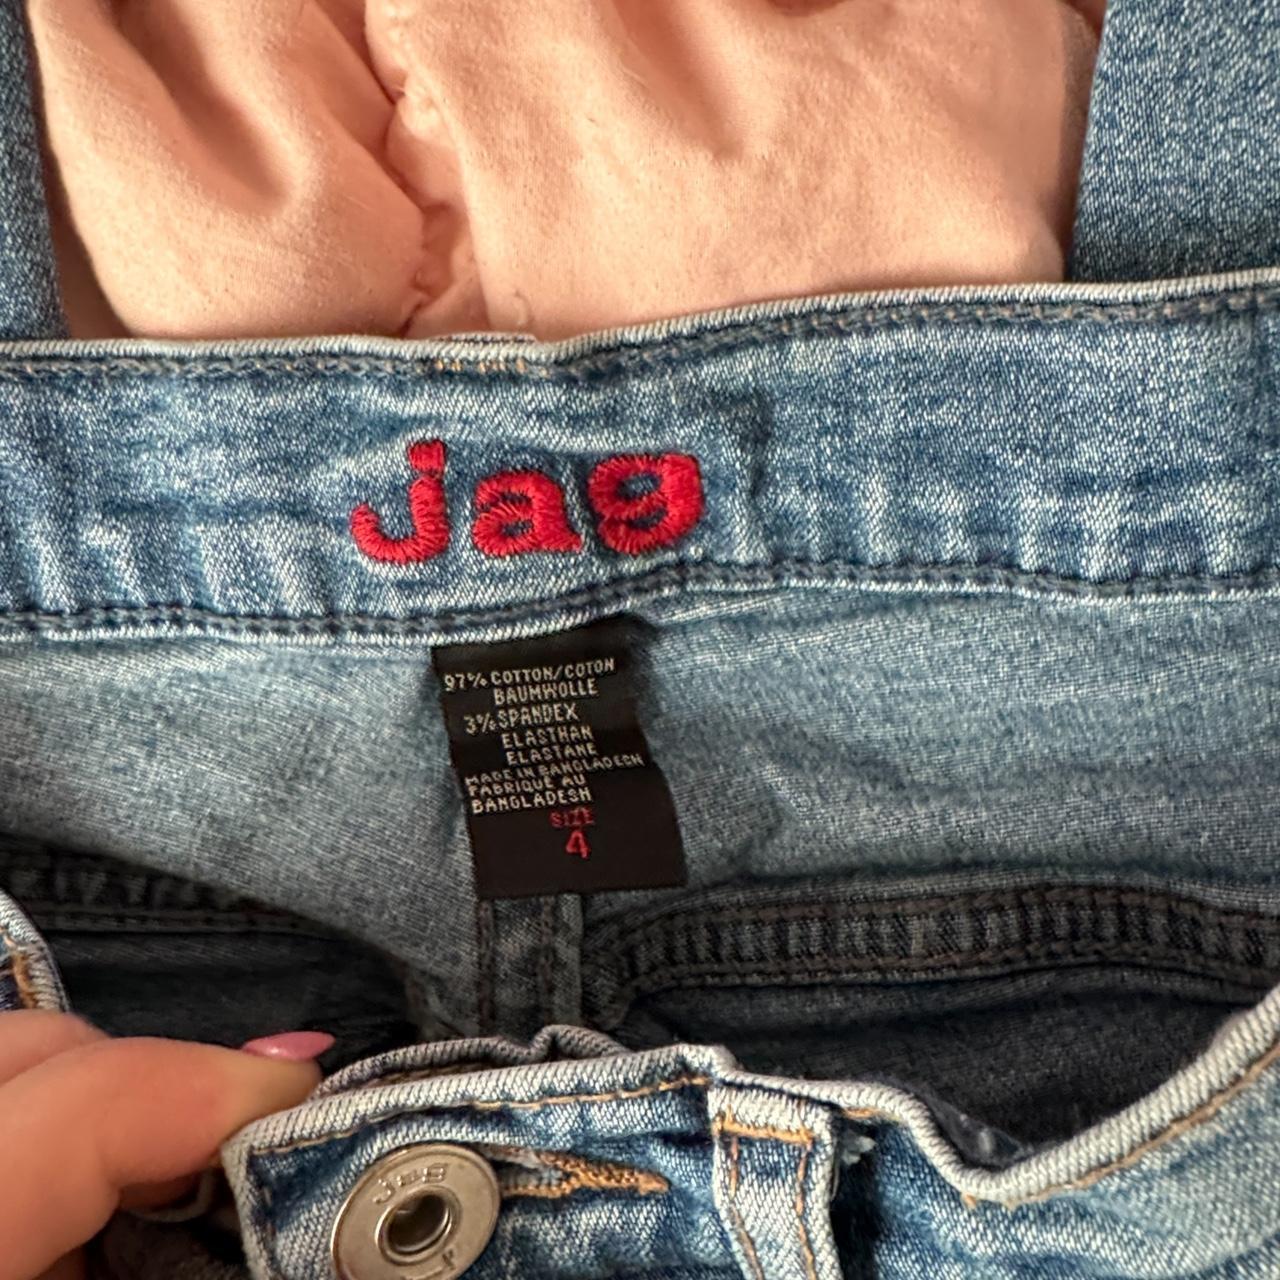 jag
97% COTTON/COTON
BAUMWOLLE
3% SPANDEX
ELASTHAN
ELASTANE
MADE IN BANGLADESH
FABRIQUE AU
BANGLADESH
SIZE
4
jag